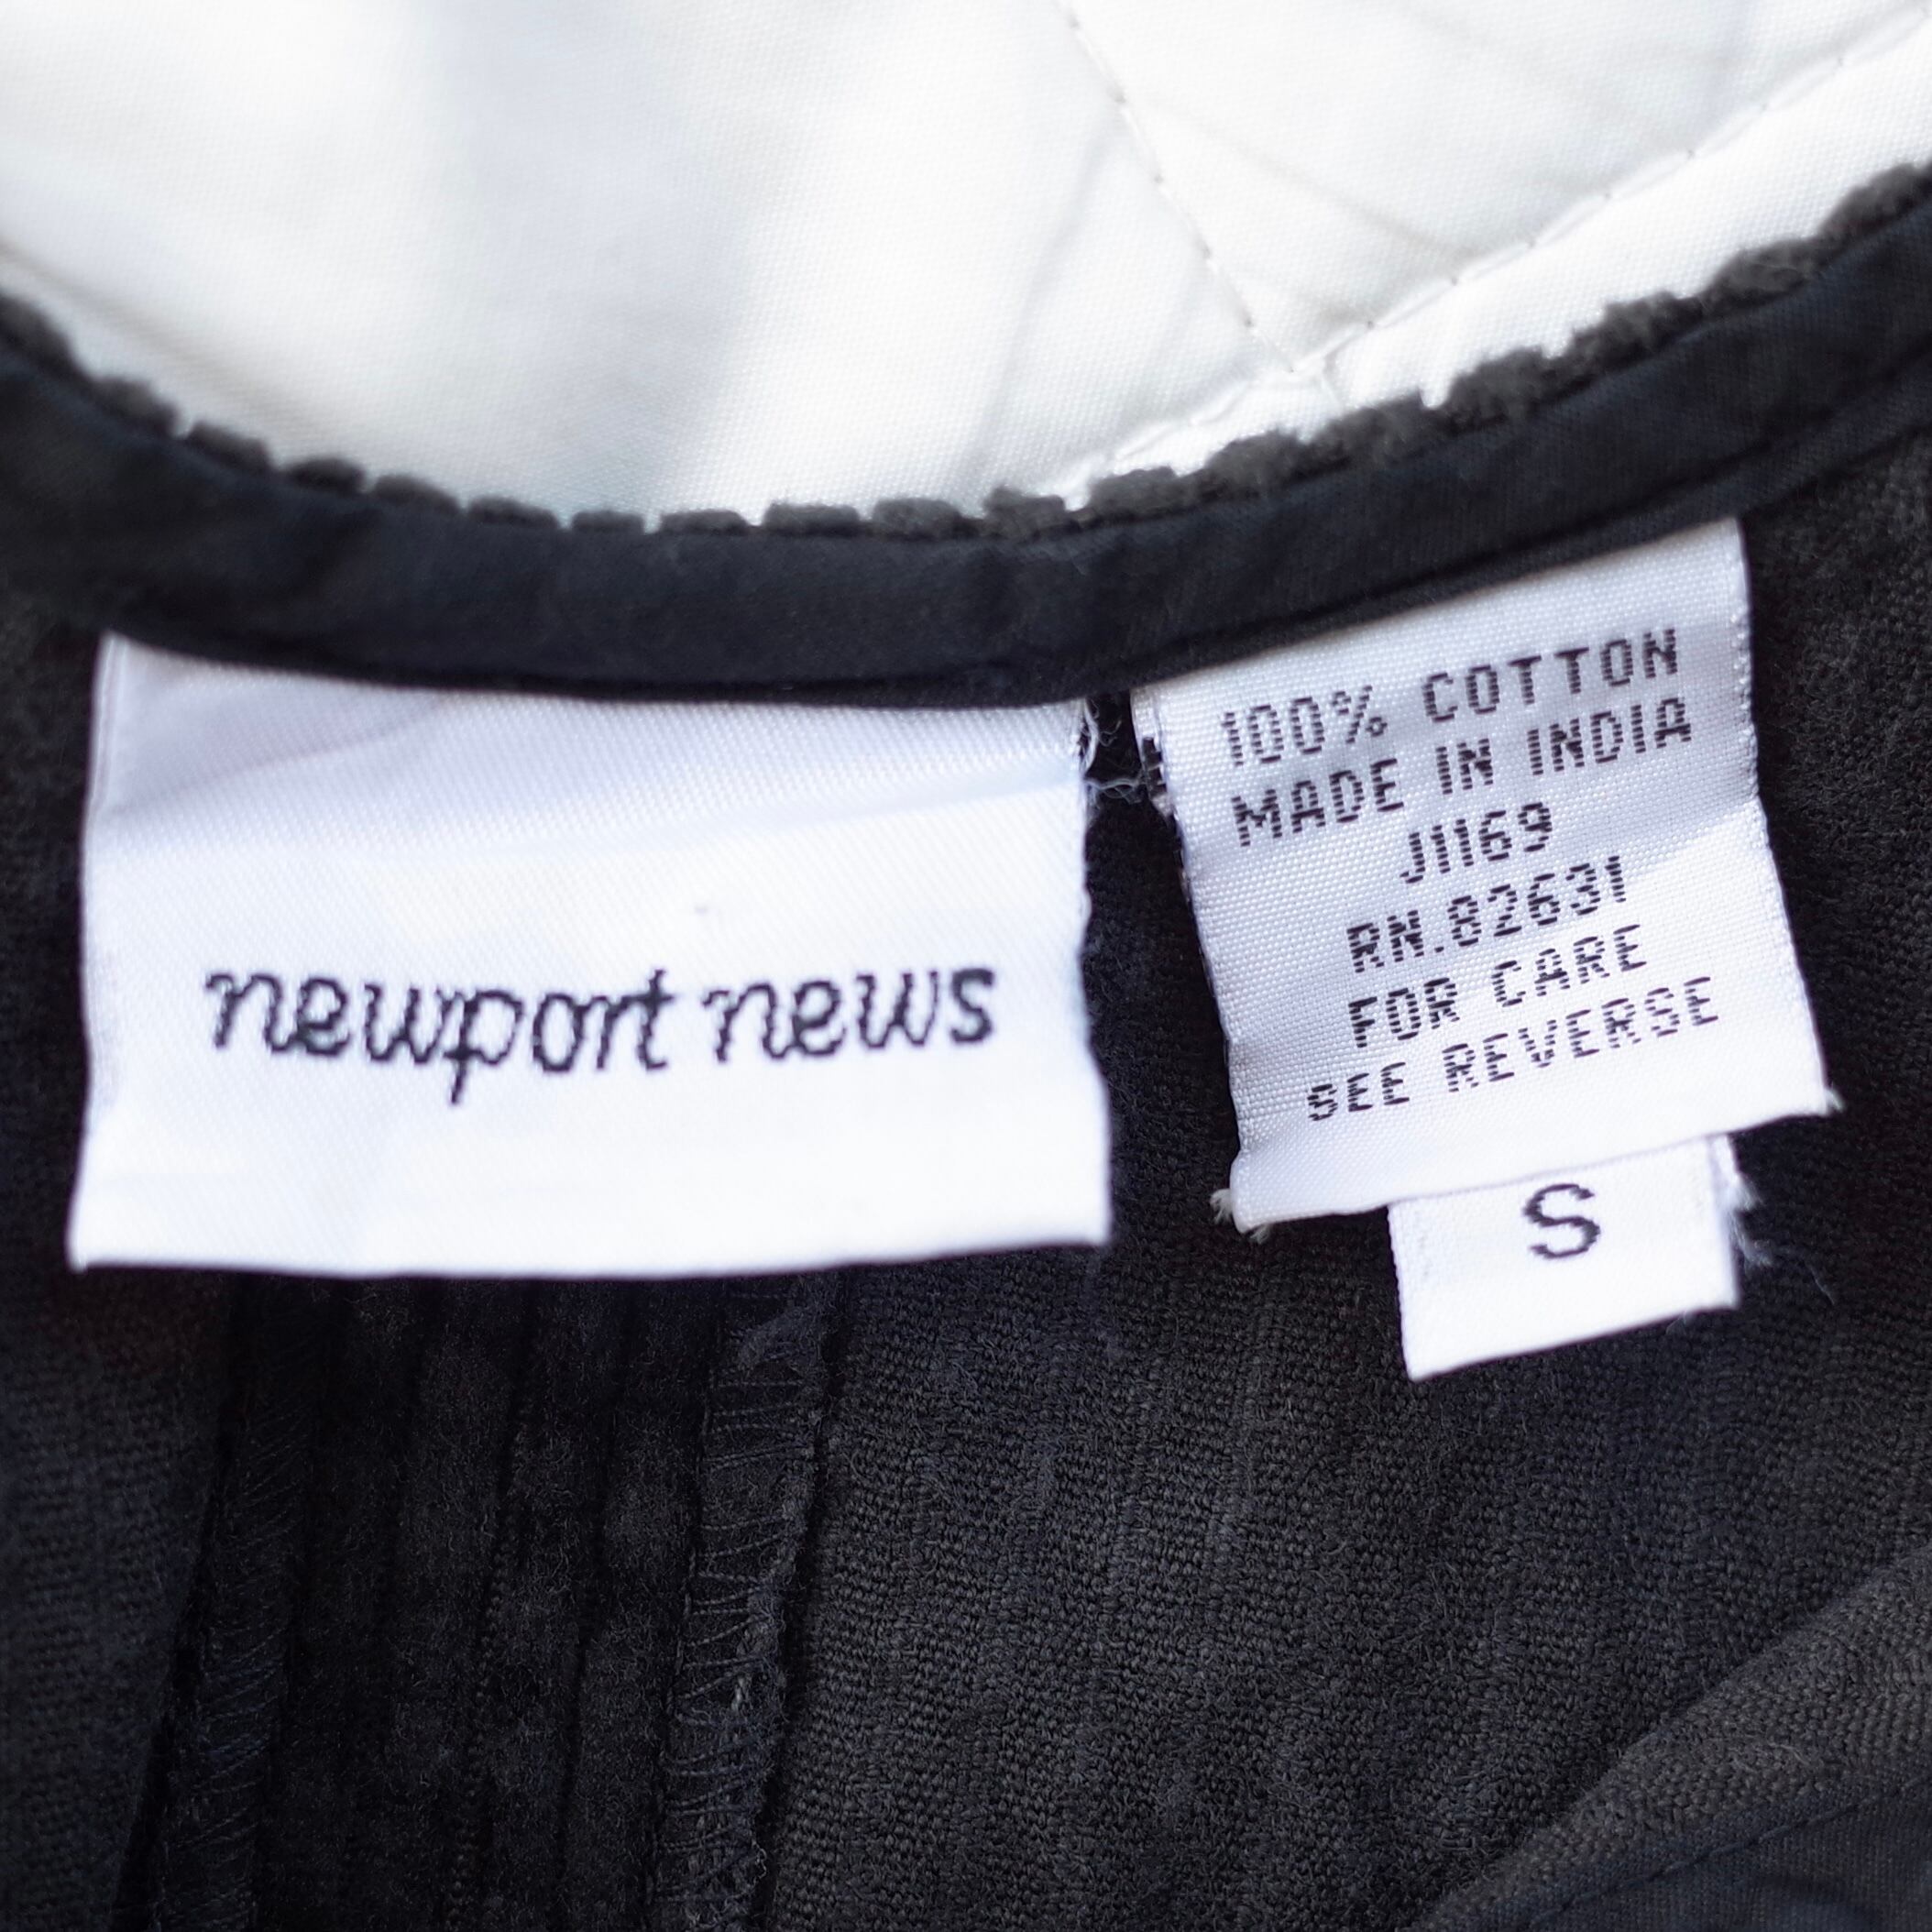 newport news
100% COTTON
MADE IN INDIA
J1169
RN.82631
FOR CARE
SEE REVERSE
S